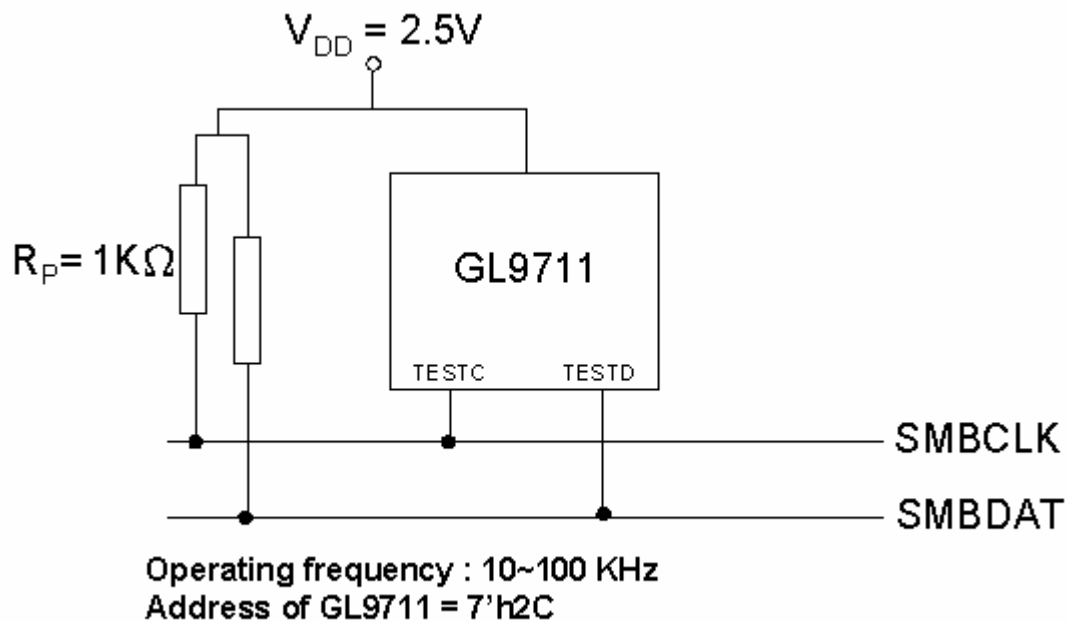 VDD = 2.5V
RP= 1KΩ
GL9711
TESTC TESTD
SMBCLK
SMBDAT
Operating frequency : 10~100 KHz
Address of GL9711 = 7'h2C